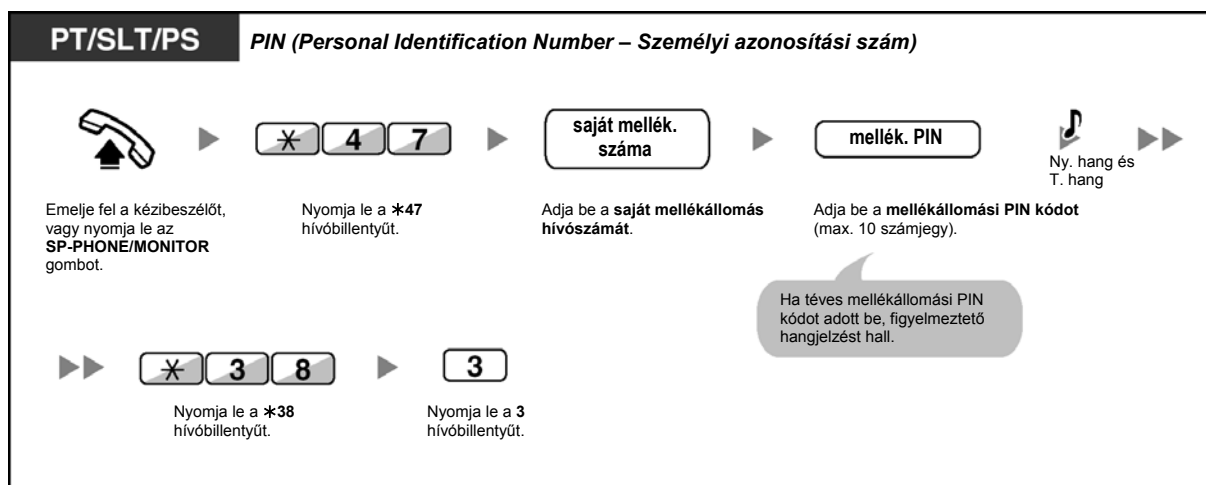 PT/SLT/PS
PIN (Personal Identification Number – Személyi azonosítási szám)
✳ 4 7
saját mellék.
száma
mellék. PIN
Ny. hang és
T. hang
Emelje fel a kézibeszélőt,
vagy nyomja le az
SP-PHONE/MONITOR
gombot.
Nyomja le a ✳47
hívóbillentyűt.
Adja be a saját mellékállomás
hívószámát.
Adja be a mellékállomási PIN kódot
(max. 10 számjegy).
Ha téves mellékállomási PIN
kódot adott be, figyelmeztető
hangjelzést hall.
✳ 3 8
3
Nyomja le a ✳38
hívóbillentyűt.
Nyomja le a 3
hívóbillentyűt.